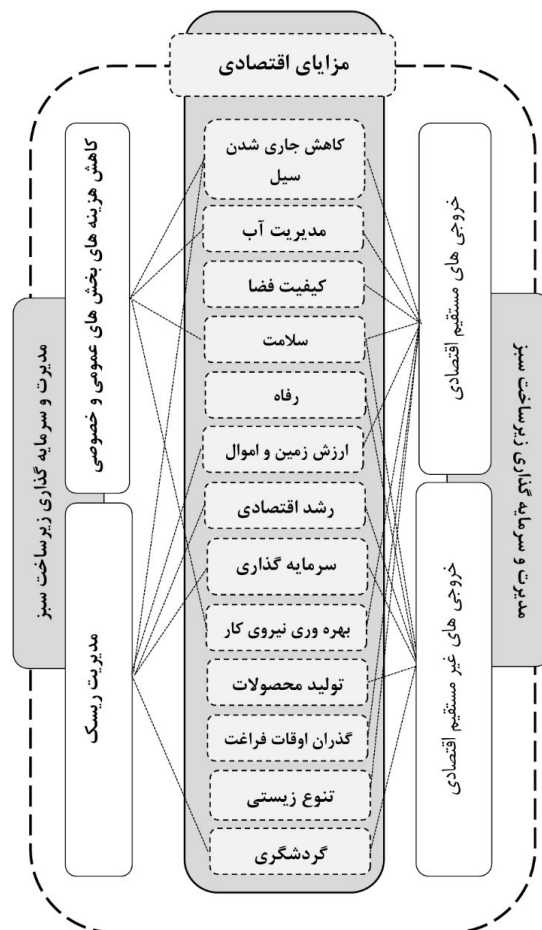 مزایای اقتصادی
کاهش جاری شدن
سیل
مدیریت آب
کیفیت فضا
سلامت
رفاه
ارزش زمین و اموال
رشد اقتصادی
سرمایه گذاری
بهره وری نیروی کار
تولید محصولات
گذران اوقات فراغت
تنوع زیستی
گردشگری
خروجی های مستقیم اقتصادی
خروجی های غیر مستقیم اقتصادی
مدیرت و سرمایه گذاری زیرساخت سبز
کاهش هزینه های بخش های عمومی و خصوصی
مدیریت ریسک
مدیرت و سرمایه گذاری زیرساخت سبز